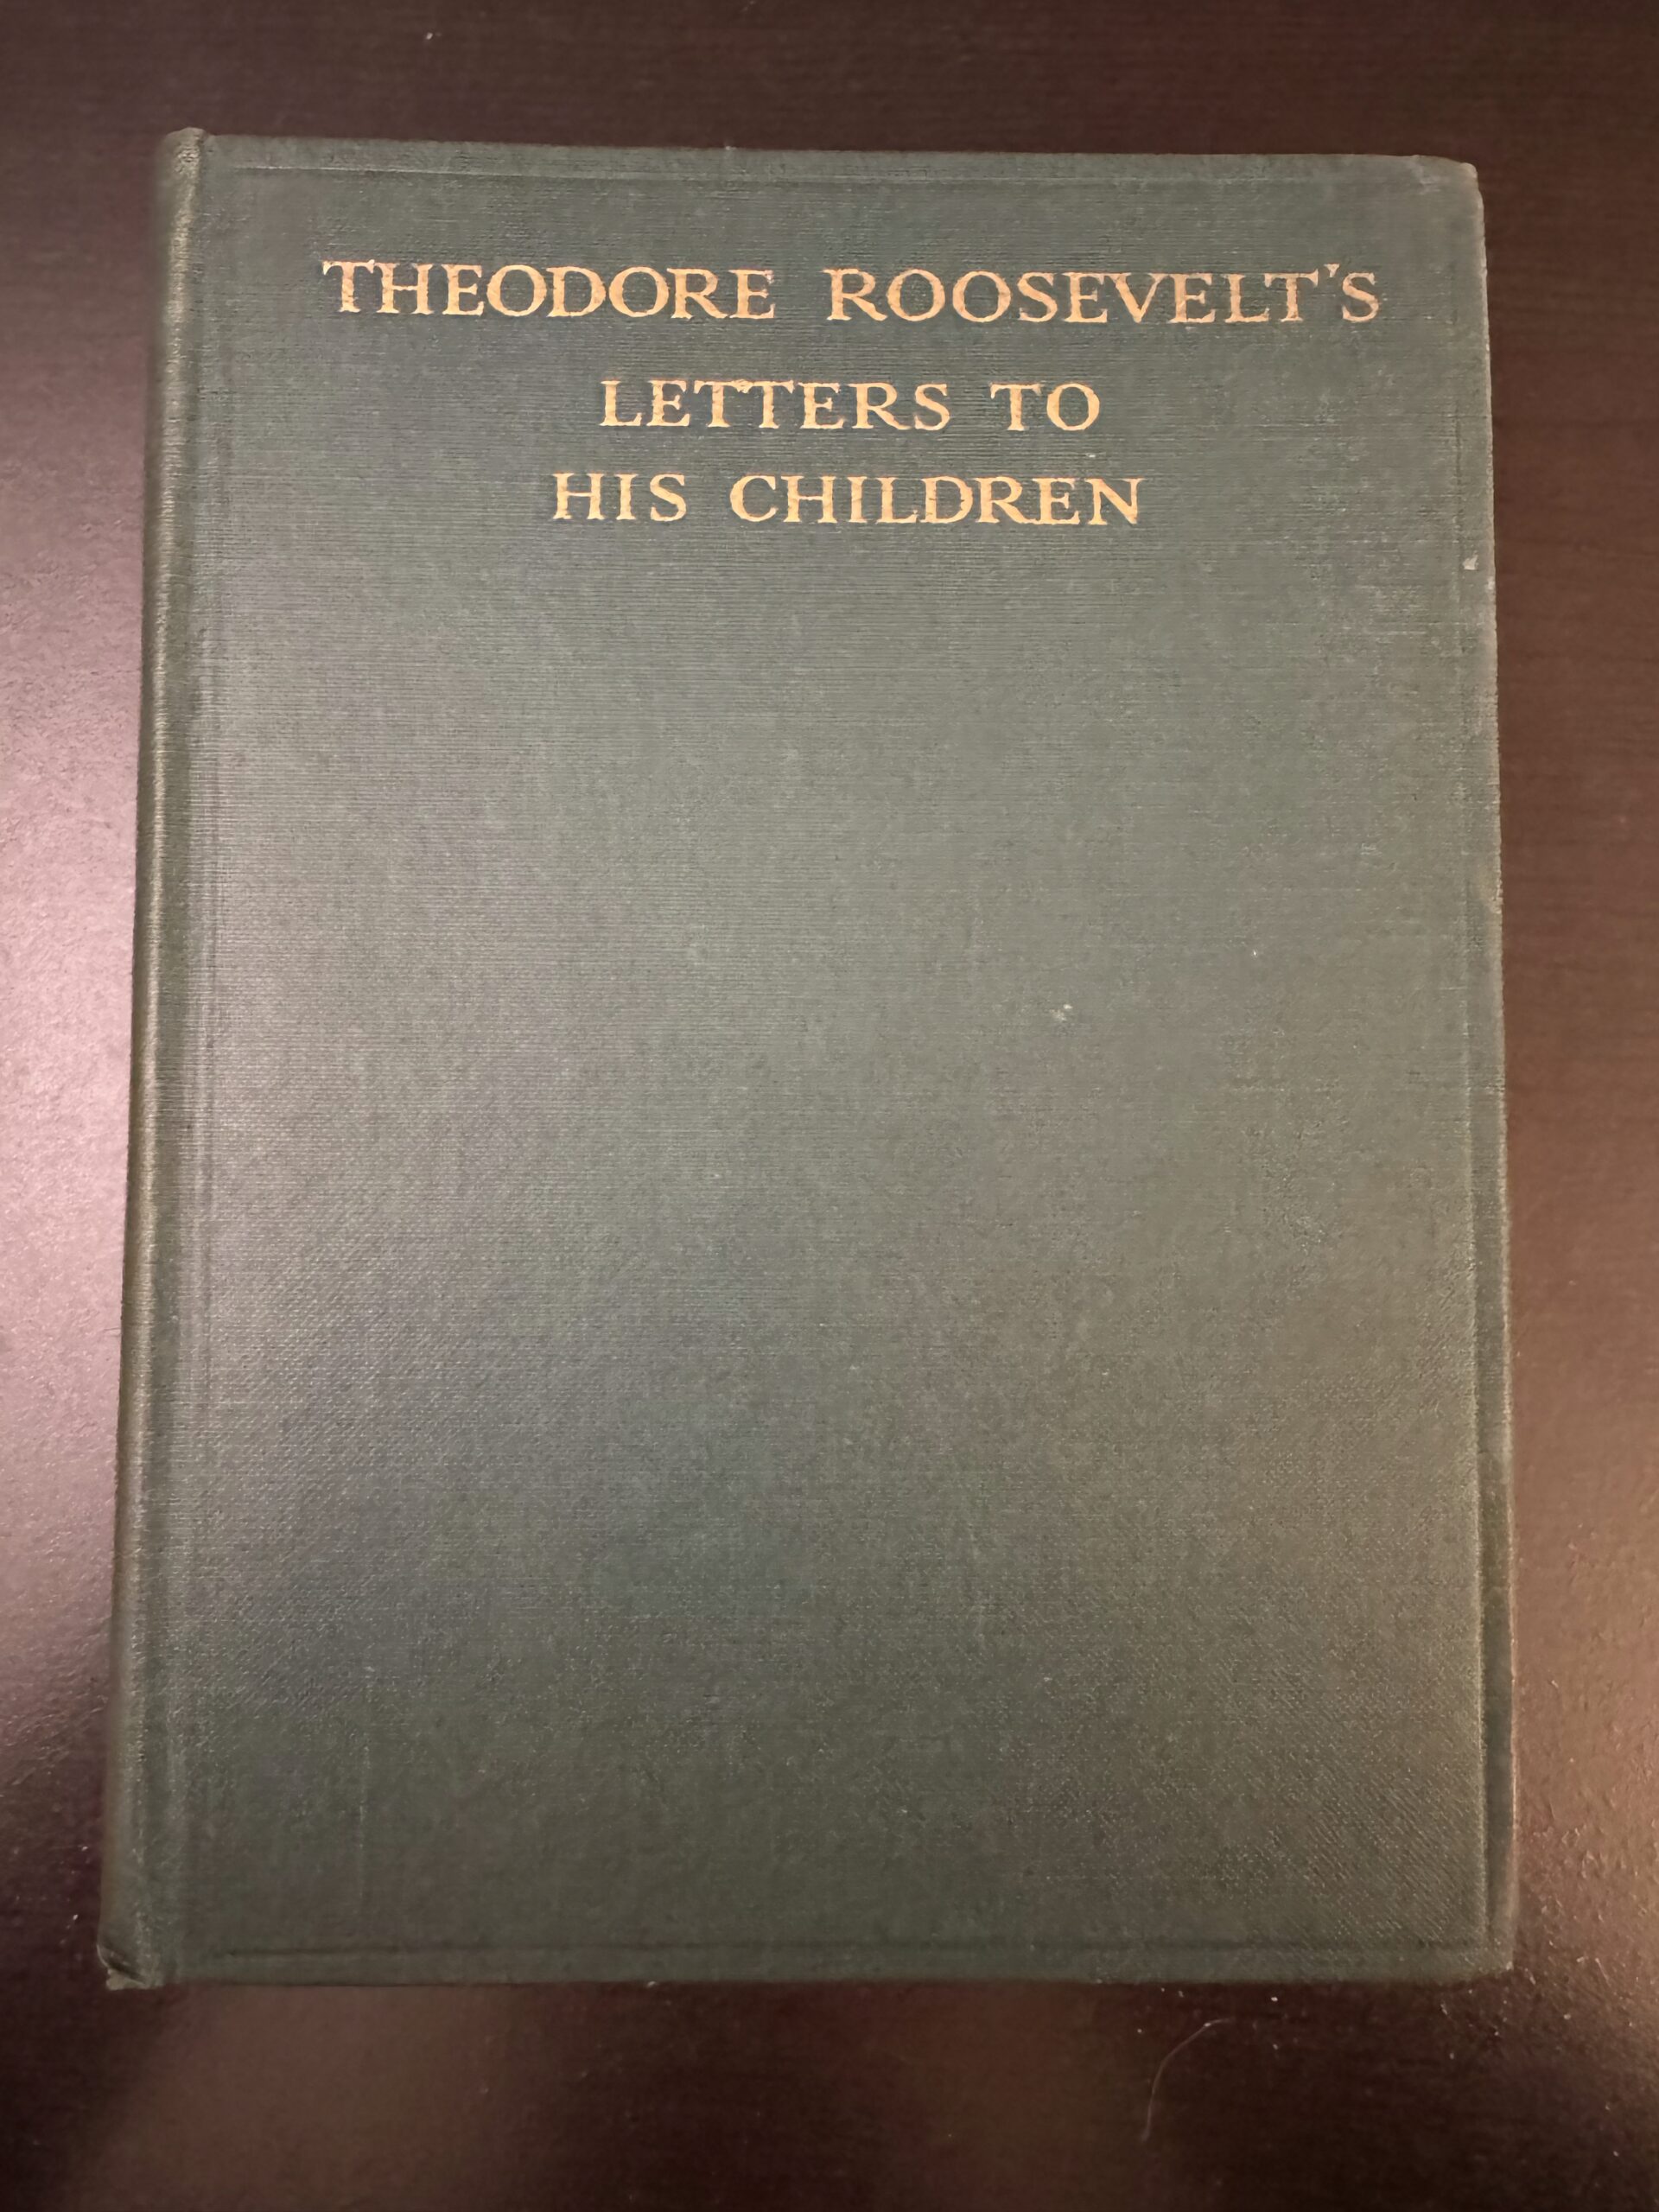 THEODORE ROOSEVELT'S
LETTERS TO
HIS CHILDREN